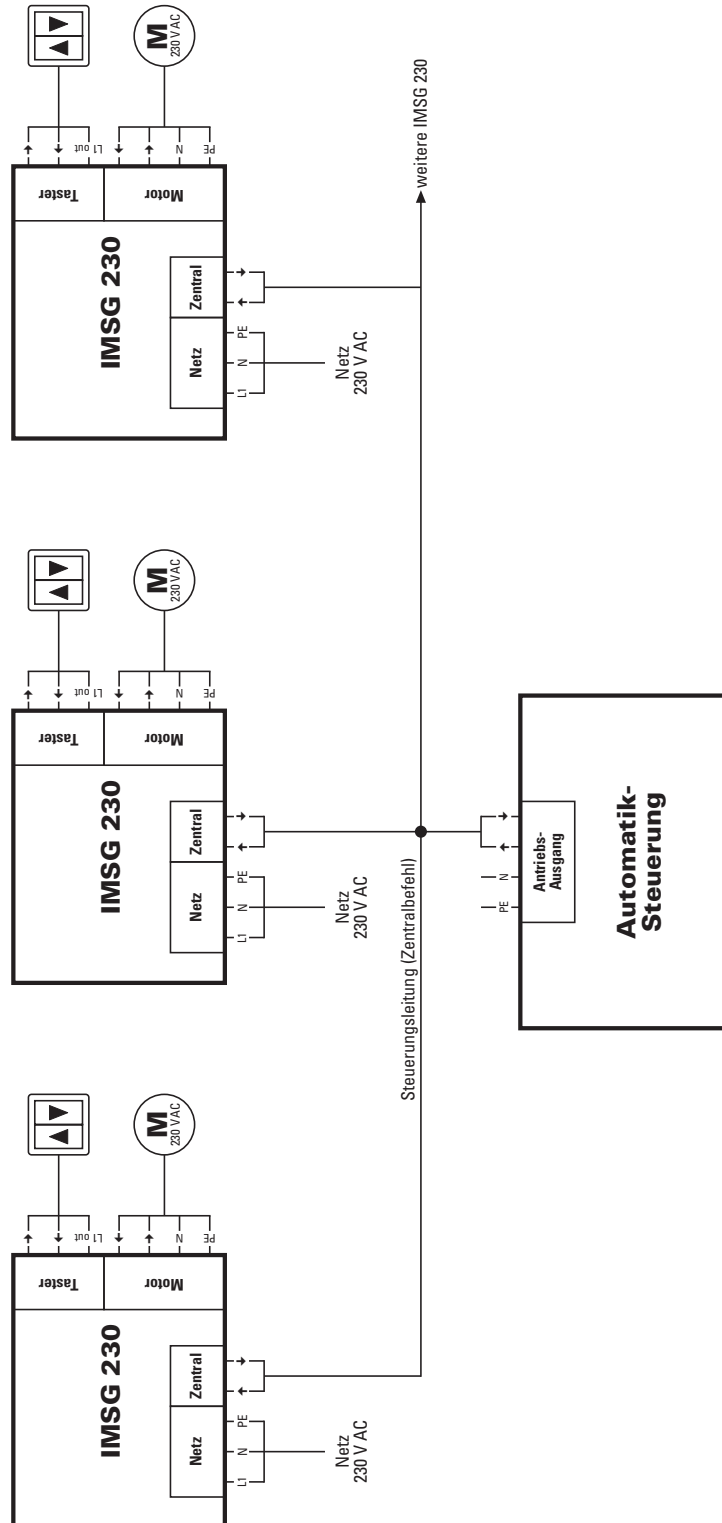 IMSG 230
Taster
Motor
L1 out
N
PE
M
230 V AC
Netz
Zentral
L1
N
PE
Netz
230 V AC
IMSG 230
Taster
Motor
L1 out
N
PE
M
230 V AC
Netz
Zentral
L1
N
PE
Netz
230 V AC
IMSG 230
Taster
Motor
L1 out
N
PE
M
230 V AC
Netz
Zentral
L1
N
PE
Netz
230 V AC
Steuerungsleitung (Zentralbefehl)
weitere IMSG 230
PE
N
Antriebs-
Ausgang
Automatik-
Steuerung